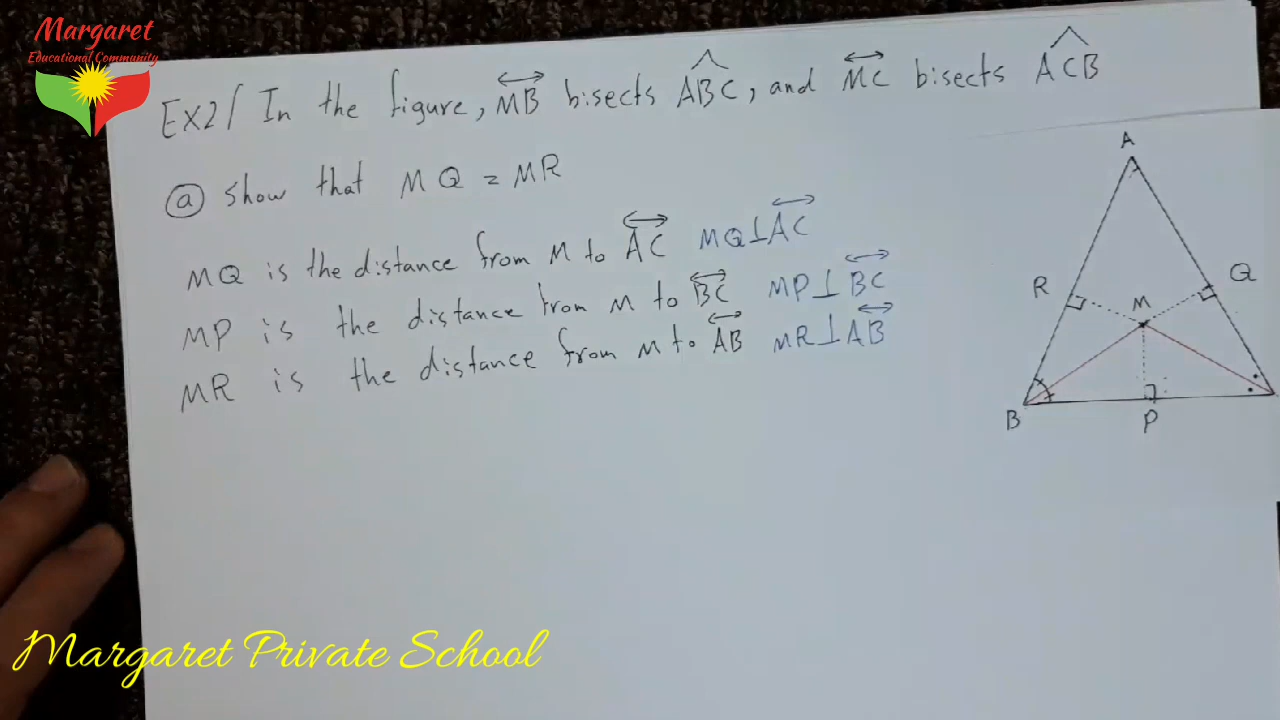 Margaret
Educational Community
Ex2/ In the figure, MB bisects ABC, and MC bisects ACB
a show that MQ = MR
MQ is the distance from M to AC MQ⊥AC
MP is the distance from M to BC MP⊥BC
MR is the distance from M to AB MR⊥AB
A
R
M
Q
B
P
Margaret Private School